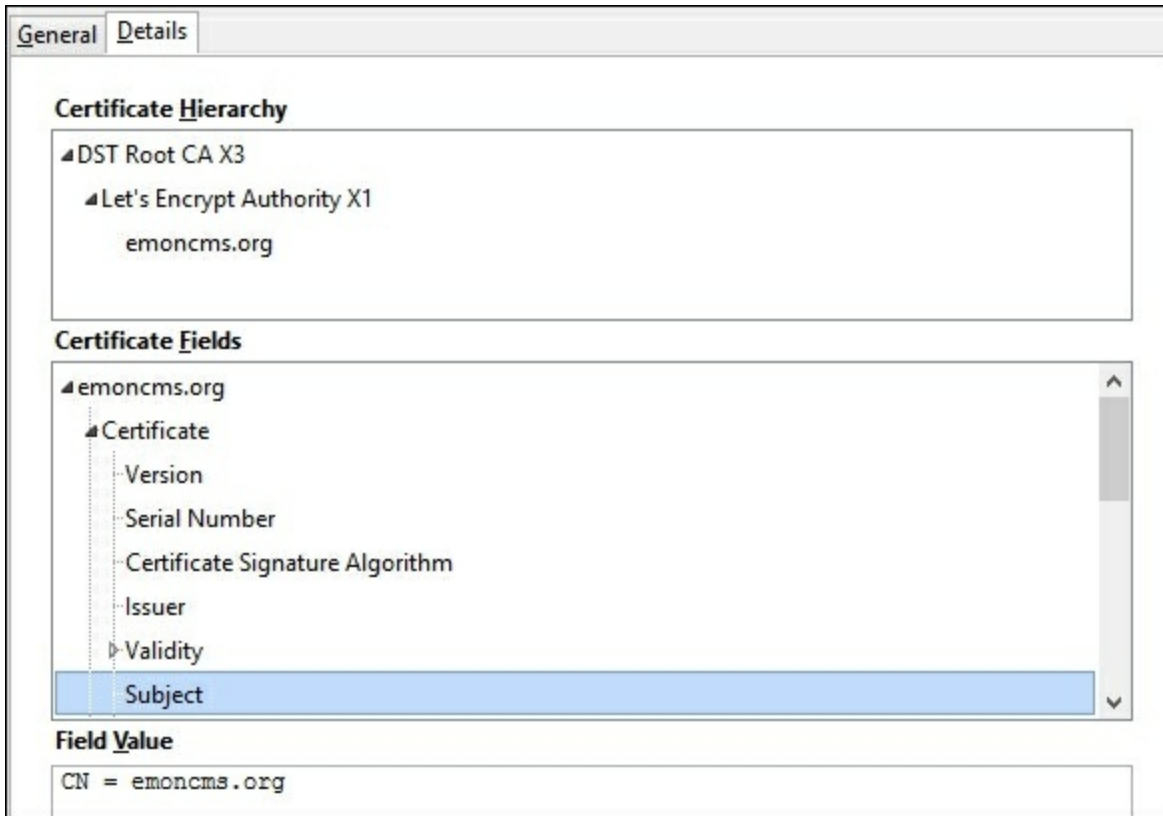 General Details
Certificate Hierarchy
DST Root CA X3
Let's Encrypt Authority X1
emoncms.org
Certificate Fields
emoncms.org
Certificate
Version
Serial Number
Certificate Signature Algorithm
Issuer
Validity
Subject
Field Value
CN = emoncms.org